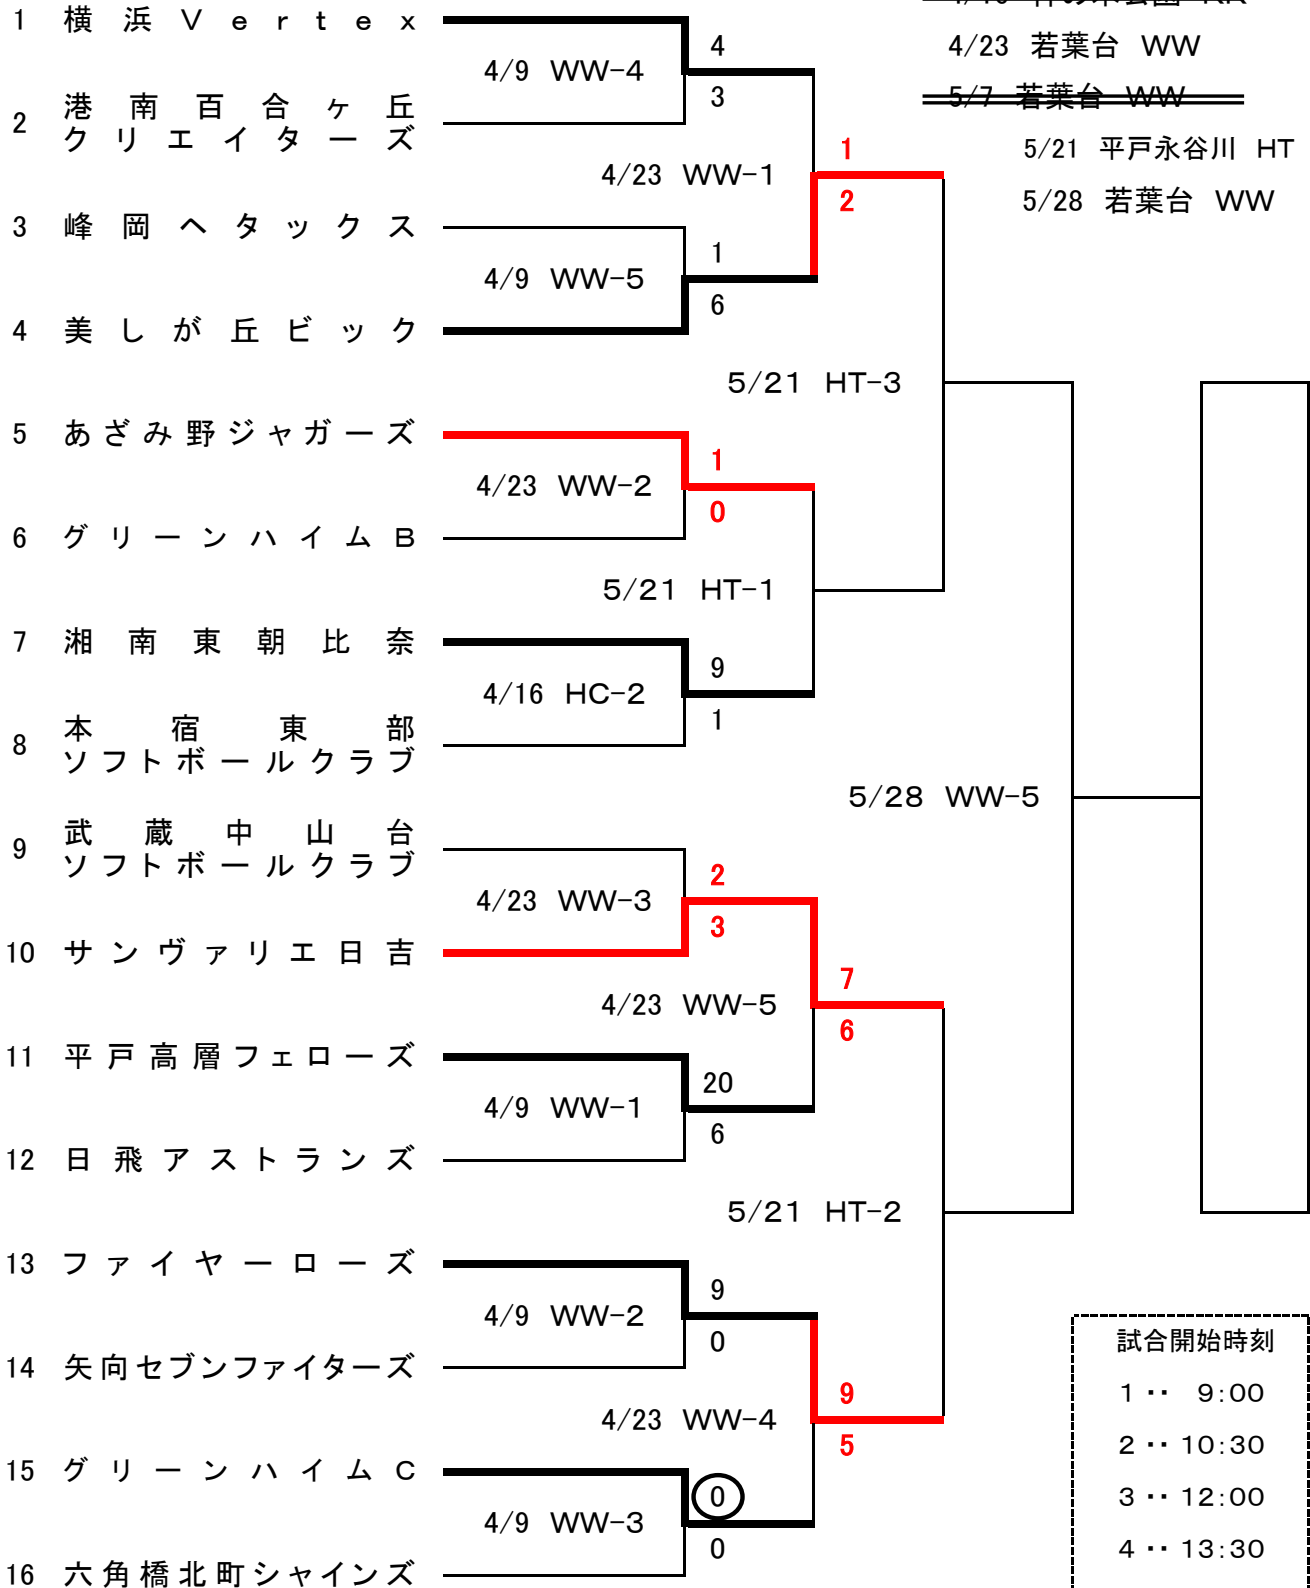 4/23 若葉台 WW
5/7 若葉台 WW
5/21 平戸永谷川 HT
5/28 若葉台 WW
1 横浜Vertex
4/9 WW-4
4
3
2 港南百合ヶ丘
クリエイターズ
4/23 WW-1
1
2
3 峰岡ヘタックス
4/9 WW-5
1
6
4 美しが丘ビック
5/21 HT-3
5 あざみ野ジャガーズ
4/23 WW-2
1
0
6 グリーンハイムB
5/21 HT-1
7 湘南東朝比奈
4/16 HC-2
9
1
8 本宿東部
ソフトボールクラブ
5/28 WW-5
9 武蔵中山台
ソフトボールクラブ
4/23 WW-3
2
3
10 サンヴァリエ日吉
4/23 WW-5
7
6
11 平戸高層フェローズ
4/9 WW-1
20
6
12 日飛アストランズ
5/21 HT-2
13 ファイヤーローズ
4/9 WW-2
9
0
14 矢向セブンファイターズ
4/23 WW-4
9
5
15 グリーンハイムC
4/9 WW-3
0
0
16 六角橋北町シャインズ
試合開始時刻
1 ‥ 9:00
2 ‥ 10:30
3 ‥ 12:00
4 ‥ 13:30